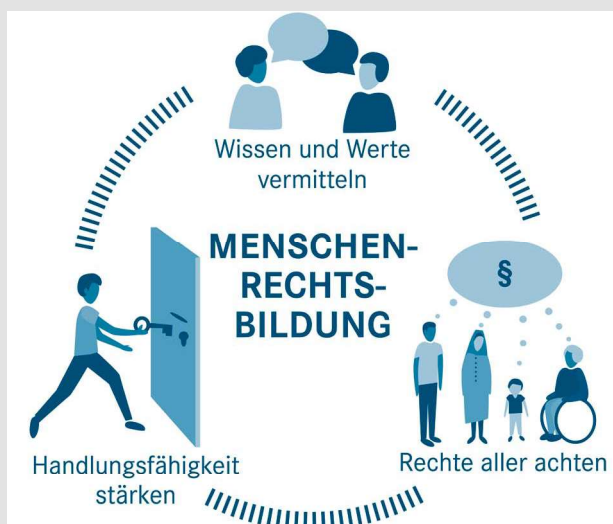 Wissen und Werte
vermitteln
MENSCHEN-
RECHTS-
BILDUNG
§
Handlungsfähigkeit
stärken
Rechte aller achten